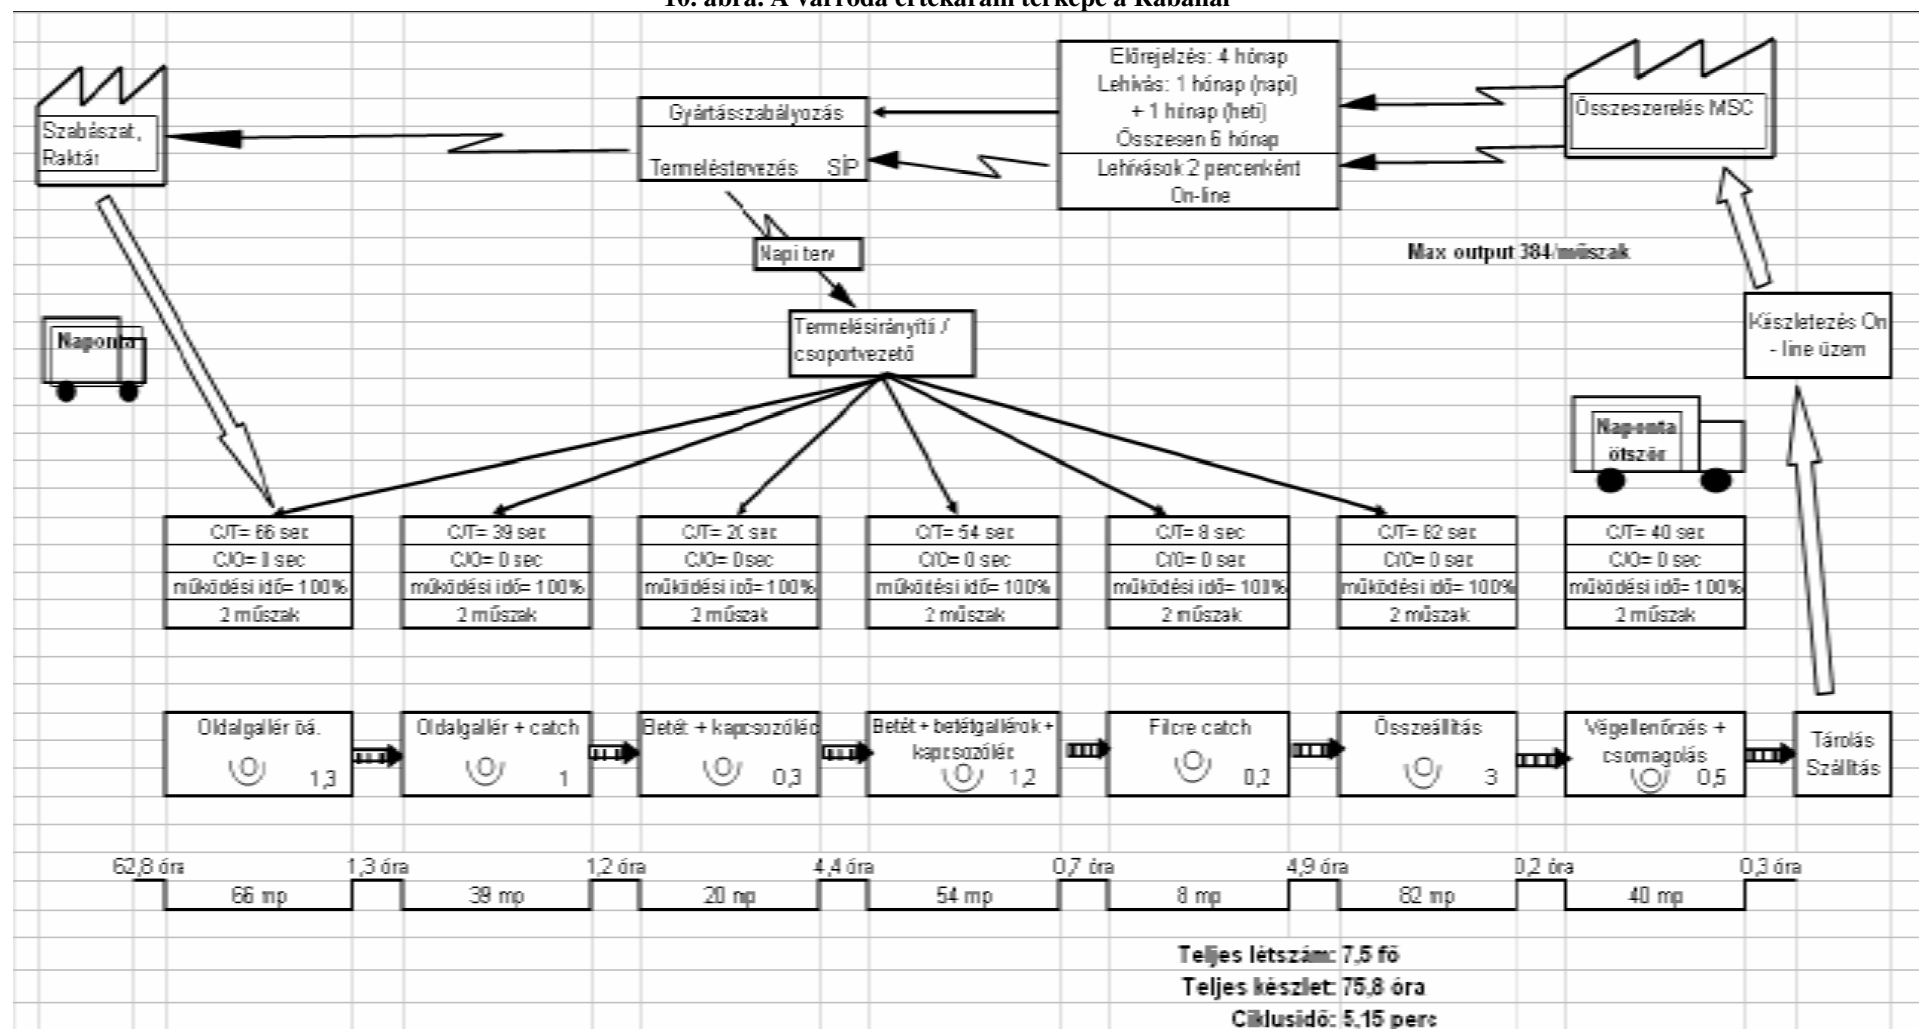 10. ábra: A varroda értékáram térképe a Rábánál
Szabászat,
Raktár
Gyártásszabályozás
Termeléstervezés SIP
Előrejelzés: 4 hónap
Lehívás: 1 hónap (napi)
+ 1 hónap (heti)
Összesen 6 hónap
Lehívások 2 percenként
On-line
Összeszerelés MSC
Napi terv
Max output 384/műszak
Naponta
Termelésirányító /
csoportvezető
Készletezés On
- line üzem
Naponta
ötször
C/T= 66 sec
C/O= 0 sec
működési idő= 100%
2 műszak
C/T= 39 sec
C/O= 0 sec
működési idő= 100%
2 műszak
C/T= 20 sec
C/O= 0 sec
működési idő= 100%
2 műszak
C/T= 54 sec
C/O= 0 sec
működési idő= 100%
2 műszak
C/T= 8 sec
C/O= 0 sec
működési idő= 100%
2 műszak
C/T= 82 sec
C/O= 0 sec
működési idő= 100%
2 műszak
C/T= 40 sec
C/O= 0 sec
működési idő= 100%
2 műszak
Oldalgallér öá.
1,3
Oldalgallér + catch
1
Betét + kapcsozóléc
0,3
Betét + betétgallérok +
kapcsozóléc
1,2
Filcre catch
0,2
Összeállítás
3
Végellenőrzés +
csomagolás
0,5
Tárolás
Szállítás
62,8 óra
66 mp
1,3 óra
39 mp
1,2 óra
20 mp
4,4 óra
54 mp
0,7 óra
8 mp
4,9 óra
82 mp
0,2 óra
40 mp
0,3 óra
Teljes létszám: 7,5 fő
Teljes készlet: 75,8 óra
Ciklusidő: 5,15 perc